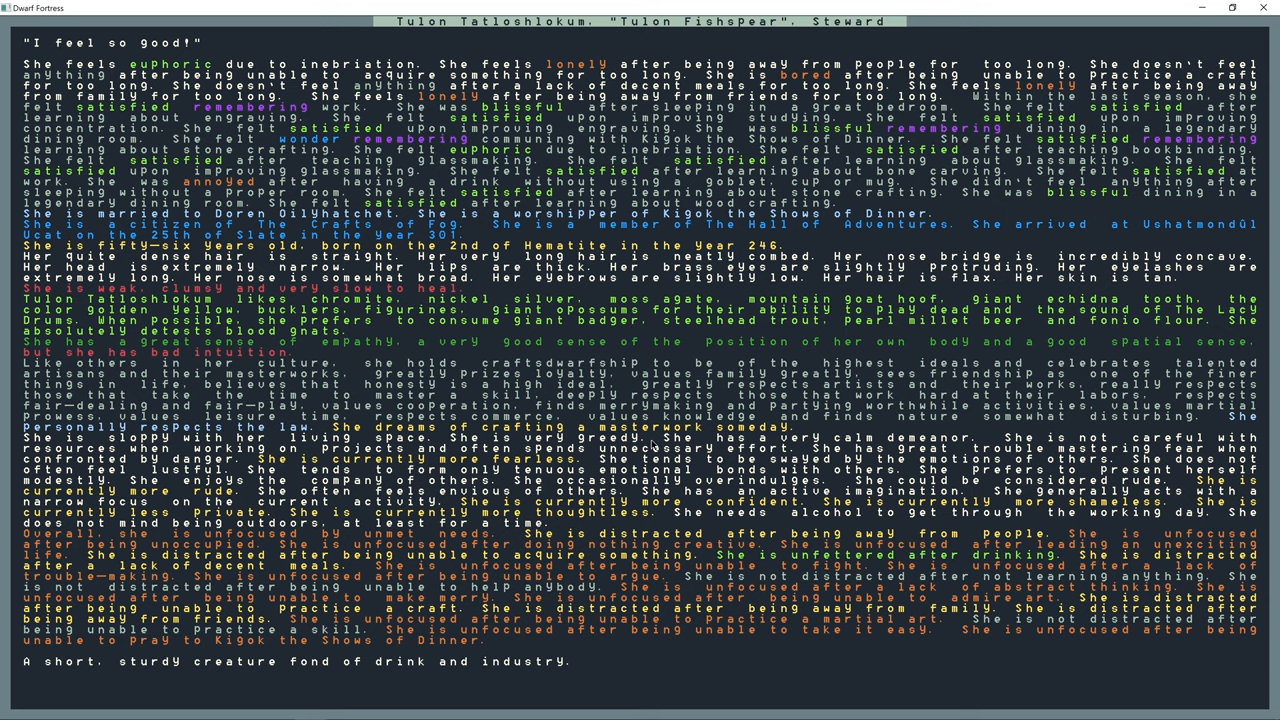 Dwarf Fortress
Tulon Tatloshlokum, "Tulon Fishspear", Steward
"I feel so good!"
She feels euphoric due to inebriation. She feels lonely after being away from people for too long. She doesn't feel
anything after being unable to acquire something for too long. She is bored after being unable to practice a craft
for too long. She doesn't feel anything after a lack of decent meals for too long. She feels lonely after being away
from family for too long. She feels lonely after being away from friends for too long. Within the last season, she
felt satisfied remembering work. She was blissful after sleeping in a great bedroom. She felt satisfied after
learning about engraving. She felt satisfied upon improving studying. She felt satisfied upon improving
concentration. She felt satisfied upon improving engraving. She was blissful remembering dining in a legendary
dining room. She felt wonder remembering communing with Kigok the Shows of Dinner. She felt satisfied remembering
learning about stone crafting. She felt euphoric due to inebriation. She felt satisfied after teaching bookbinding.
She felt satisfied after teaching glassmaking. She felt satisfied after learning about glassmaking. She felt
satisfied upon improving glassmaking. She felt satisfied after learning about bone carving. She felt satisfied at
work. She was annoyed after having a drink without using a goblet, cup or mug. She didn't feel anything after
sleeping without a proper room. She felt satisfied after learning about stone crafting. She was blissful dining in a
legendary dining room. She felt satisfied after learning about wood crafting.
She is married to Doren Oilyhatchet. She is a worshipper of Kigok the Shows of Dinner.
She is a citizen of The Crafts of Fog. She is a member of The Hall of Adventures. She arrived at Ushatmondûl
Ucat on the 25th of Slate in the year 301.
She is fifty-six years old, born on the 2nd of Hematite in the year 246.
Her quite dense hair is straight. Her very long hair is neatly combed. Her nose bridge is incredibly concave.
Her head is extremely narrow. Her lips are thick. Her brass eyes are slightly protruding. Her eyelashes are
extremely long. Her nose is somewhat broad. Her eyebrows are slightly low. Her hair is flax. Her skin is tan.
She is weak, clumsy and very slow to heal.
Tulon Tatloshlokum likes chromite, nickel silver, moss agate, mountain goat hoof, giant echidna tooth, the
color golden yellow, bucklers, figurines, giant opossums for their ability to play dead and the sound of The Lacy
Drums. When possible, she prefers to consume giant badger, steelhead trout, pearl millet beer and fonio flour. She
absolutely detests blood gnats.
She has a great sense of empathy, a very good sense of the position of her own body and a good spatial sense,
but she has bad intuition.
Like others in her culture, she holds craftsdwarfship to be of the highest ideals and celebrates talented
artisans and their masterworks, greatly prizes loyalty, values family greatly, sees friendship as one of the finer
things in life, believes that honesty is a high ideal, greatly respects artists and their works, really respects
those that take the time to master a skill, deeply respects those that work hard at their labors, respects
fair-dealing and fair-play, values cooperation, finds merrymaking and partying worthwhile activities, values martial
prowess, values leisure time, respects commerce, values knowledge and finds nature somewhat disturbing. She
personally respects the law. She dreams of crafting a masterwork someday.
She is sloppy with her living space. She is very greedy. She has a very calm demeanor. She is not careful with
resources when working on projects and often spends unnecessary effort. She has great trouble mastering fear when
confronted by danger. She is currently more fearless. She tends to be swayed by the emotions of others. She does not
often feel lustful. She tends to form only tenuous emotional bonds with others. She prefers to present herself
modestly. She enjoys the company of others. She occasionally overindulges. She could be considered rude. She is
currently more rude. She often feels envious of others. She has an active imagination. She generally acts with a
narrow focus on the current activity. She is currently more confident. She is currently more shameless. She is
currently less private. She is currently more thoughtless. She needs alcohol to get through the working day. She
does not mind being outdoors, at least for a time.
Overall, she is unfocused by unmet needs. She is distracted after being away from people. She is unfocused
after being unoccupied. She is unfocused after doing nothing creative. She is unfocused after leading an unexciting
life. She is distracted after being unable to acquire something. She is unfettered after drinking. She is distracted
after a lack of decent meals. She is unfocused after being unable to fight. She is unfocused after a lack of
trouble-making. She is unfocused after being unable to argue. She is not distracted after not learning anything. She
is not distracted after being unable to help anybody. She is unfocused after a lack of abstract thinking. She is
unfocused after being unable to make merry. She is unfocused after being unable to admire art. She is distracted
after being unable to practice a craft. She is distracted after being away from family. She is distracted after
being away from friends. She is unfocused after being unable to practice a martial art. She is not distracted after
being unable to practice a skill. She is unfocused after being unable to take it easy. She is unfocused after being
unable to pray to Kigok the Shows of Dinner.
A short, sturdy creature fond of drink and industry.